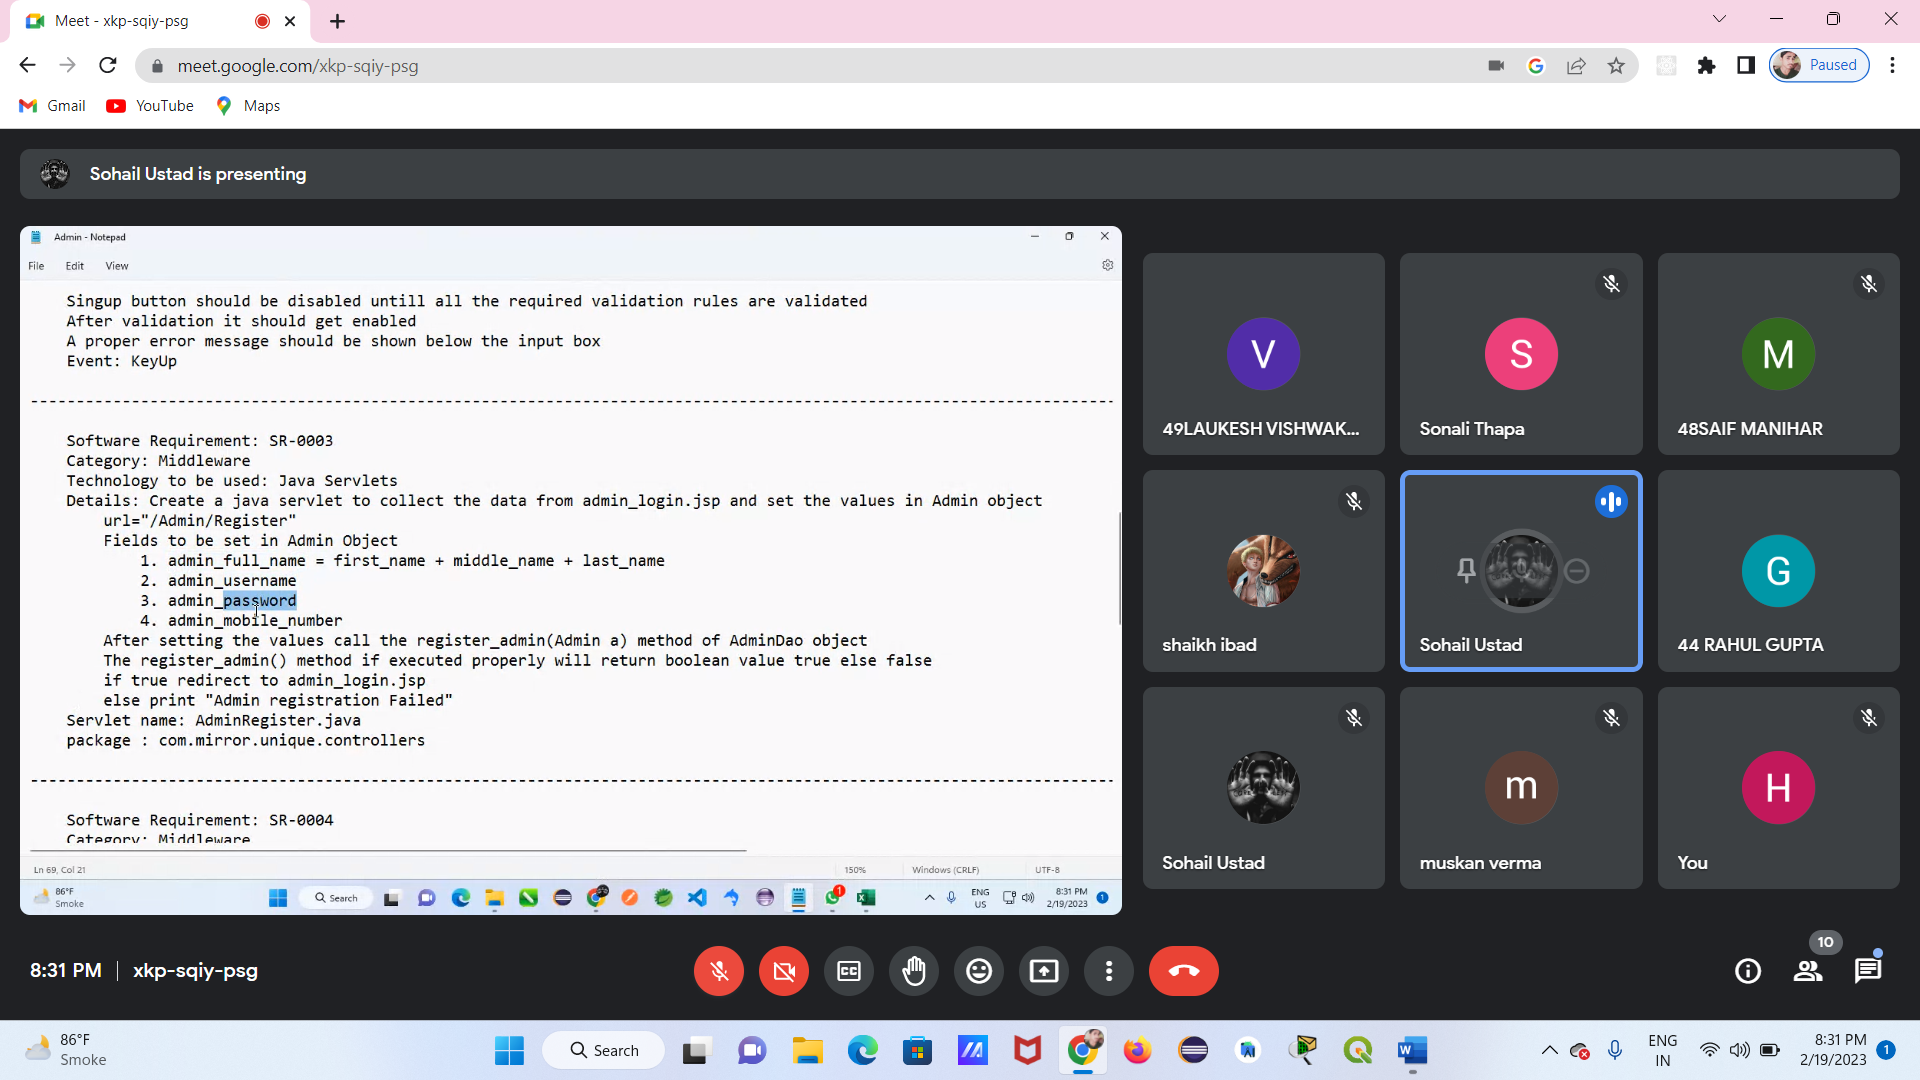 Meet - xkp-sqiy-psg
meet.google.com/xkp-sqiy-psg
Paused
Gmail YouTube Maps
Sohail Ustad is presenting
Admin - Notepad
File Edit View
Singup button should be disabled untill all the required validation rules are validated
After validation it should get enabled
A proper error message should be shown below the input box
Event: KeyUp
Software Requirement: SR-0003
Category: Middleware
Technology to be used: Java Servlets
Details: Create a java servlet to collect the data from admin_login.jsp and set the values in Admin object
url="/Admin/Register"
Fields to be set in Admin Object
1. admin_full_name = first_name + middle_name + last_name
2. admin_username
3. admin_password
4. admin_mobile_number
After setting the values call the register_admin(Admin a) method of AdminDao object
The register_admin() method if executed properly will return boolean value true else false
if true redirect to admin_login.jsp
else print "Admin registration Failed"
Servlet name: AdminRegister.java
package : com.mirror.unique.controllers
Software Requirement: SR-0004
Category: Middleware
Ln 69, Col 21 150% Windows (CRLF) UTF-8
86°F
Smoke
Search
1
ENG
US
8:31 PM
2/19/2023
1
V
49LAUKESH VISHWAK...
S
Sonali Thapa
M
48SAIF MANIHAR
shaikh ibad
Sohail Ustad
G
44 RAHUL GUPTA
Sohail Ustad
m
muskan verma
H
You
8:31 PM xkp-sqiy-psg
CC
10
86°F
Smoke
Search
ENG
IN
8:31 PM
2/19/2023
1